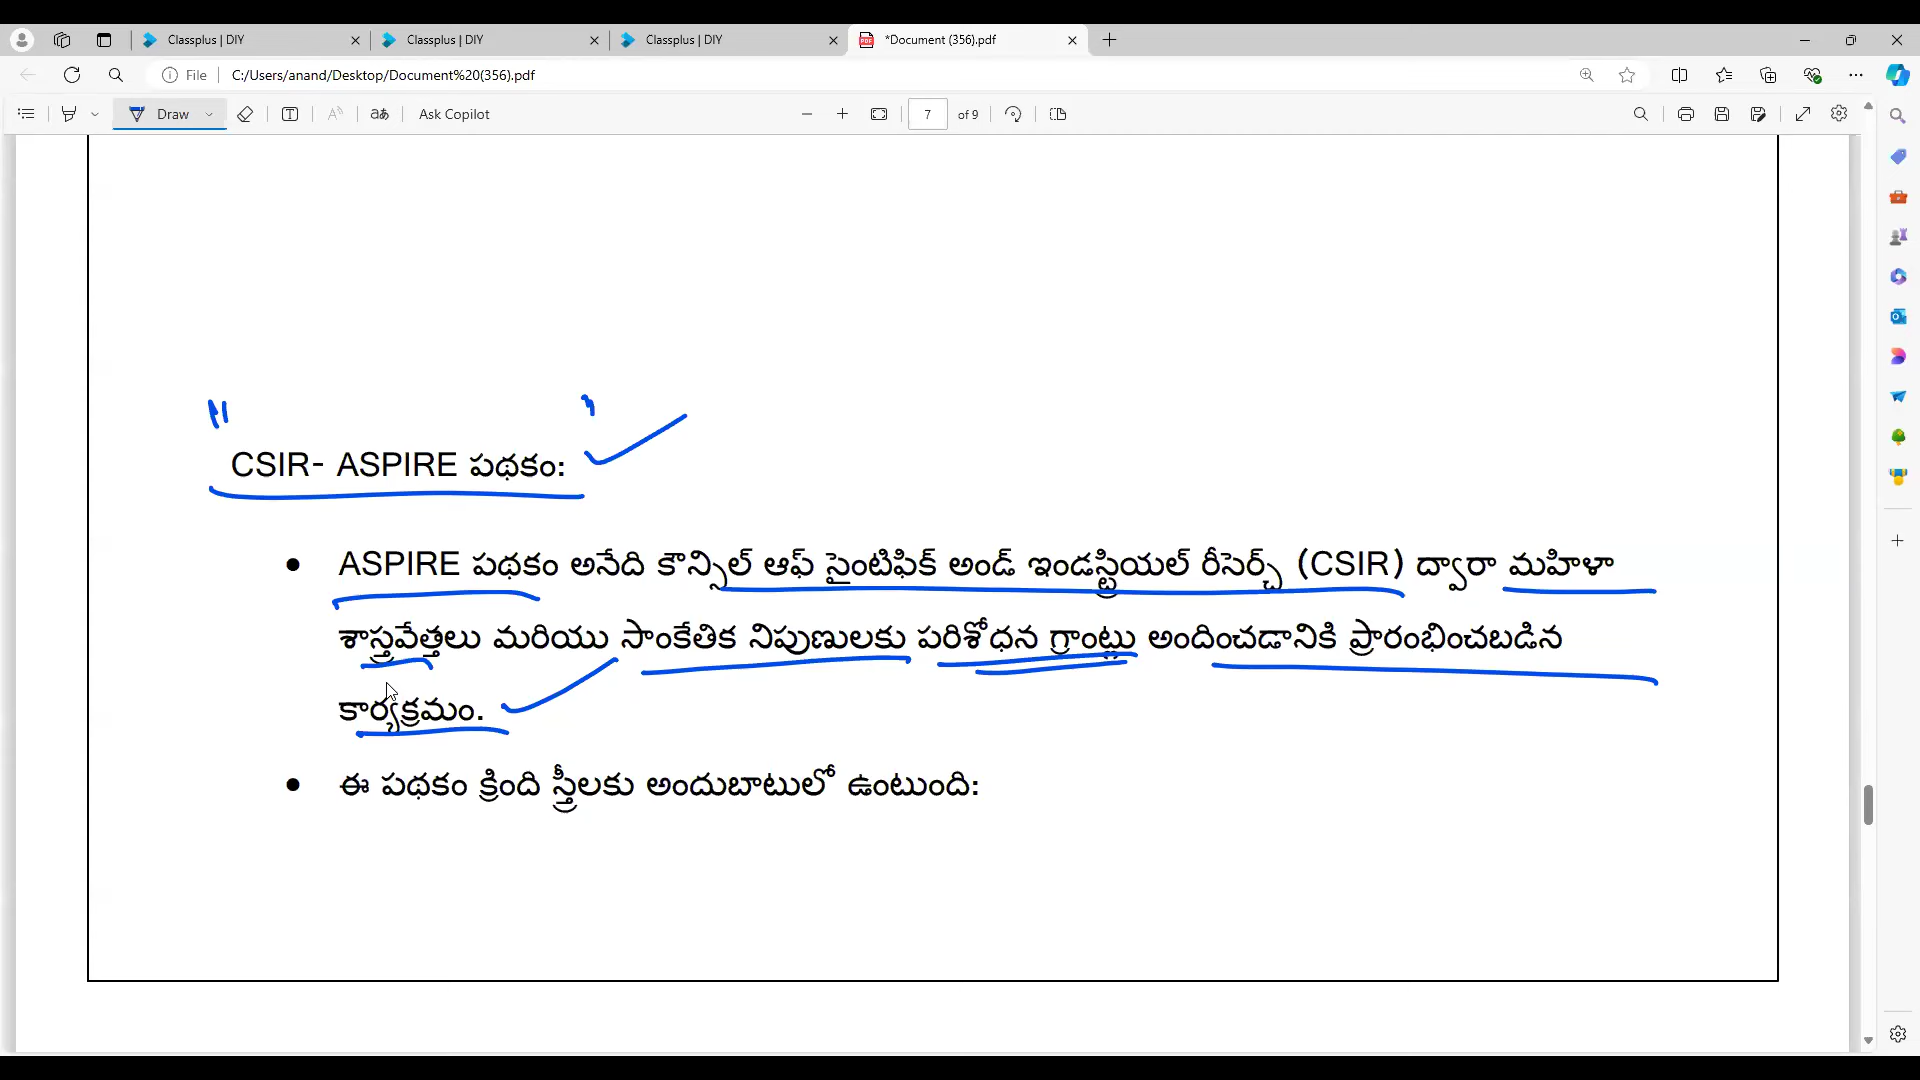 Classplus | DIY
Classplus | DIY
Classplus | DIY
*Document (356).pdf
File
C:/Users/anand/Desktop/Document%20(356).pdf
Draw
Ask Copilot
7
of 9
CSIR- ASPIRE పథకం:
• ASPIRE పథకం అనేది కౌన్సిల్ ఆఫ్ సైంటిఫిక్ అండ్ ఇండస్ట్రియల్ రీసెర్చ్ (CSIR) ద్వారా మహిళా
శాస్త్రవేత్తలు మరియు సాంకేతిక నిపుణులకు పరిశోధన గ్రాంట్లు అందించడానికి ప్రారంభించబడిన
కార్యక్రమం.
• ఈ పథకం క్రింది స్త్రీలకు అందుబాటులో ఉంటుంది: